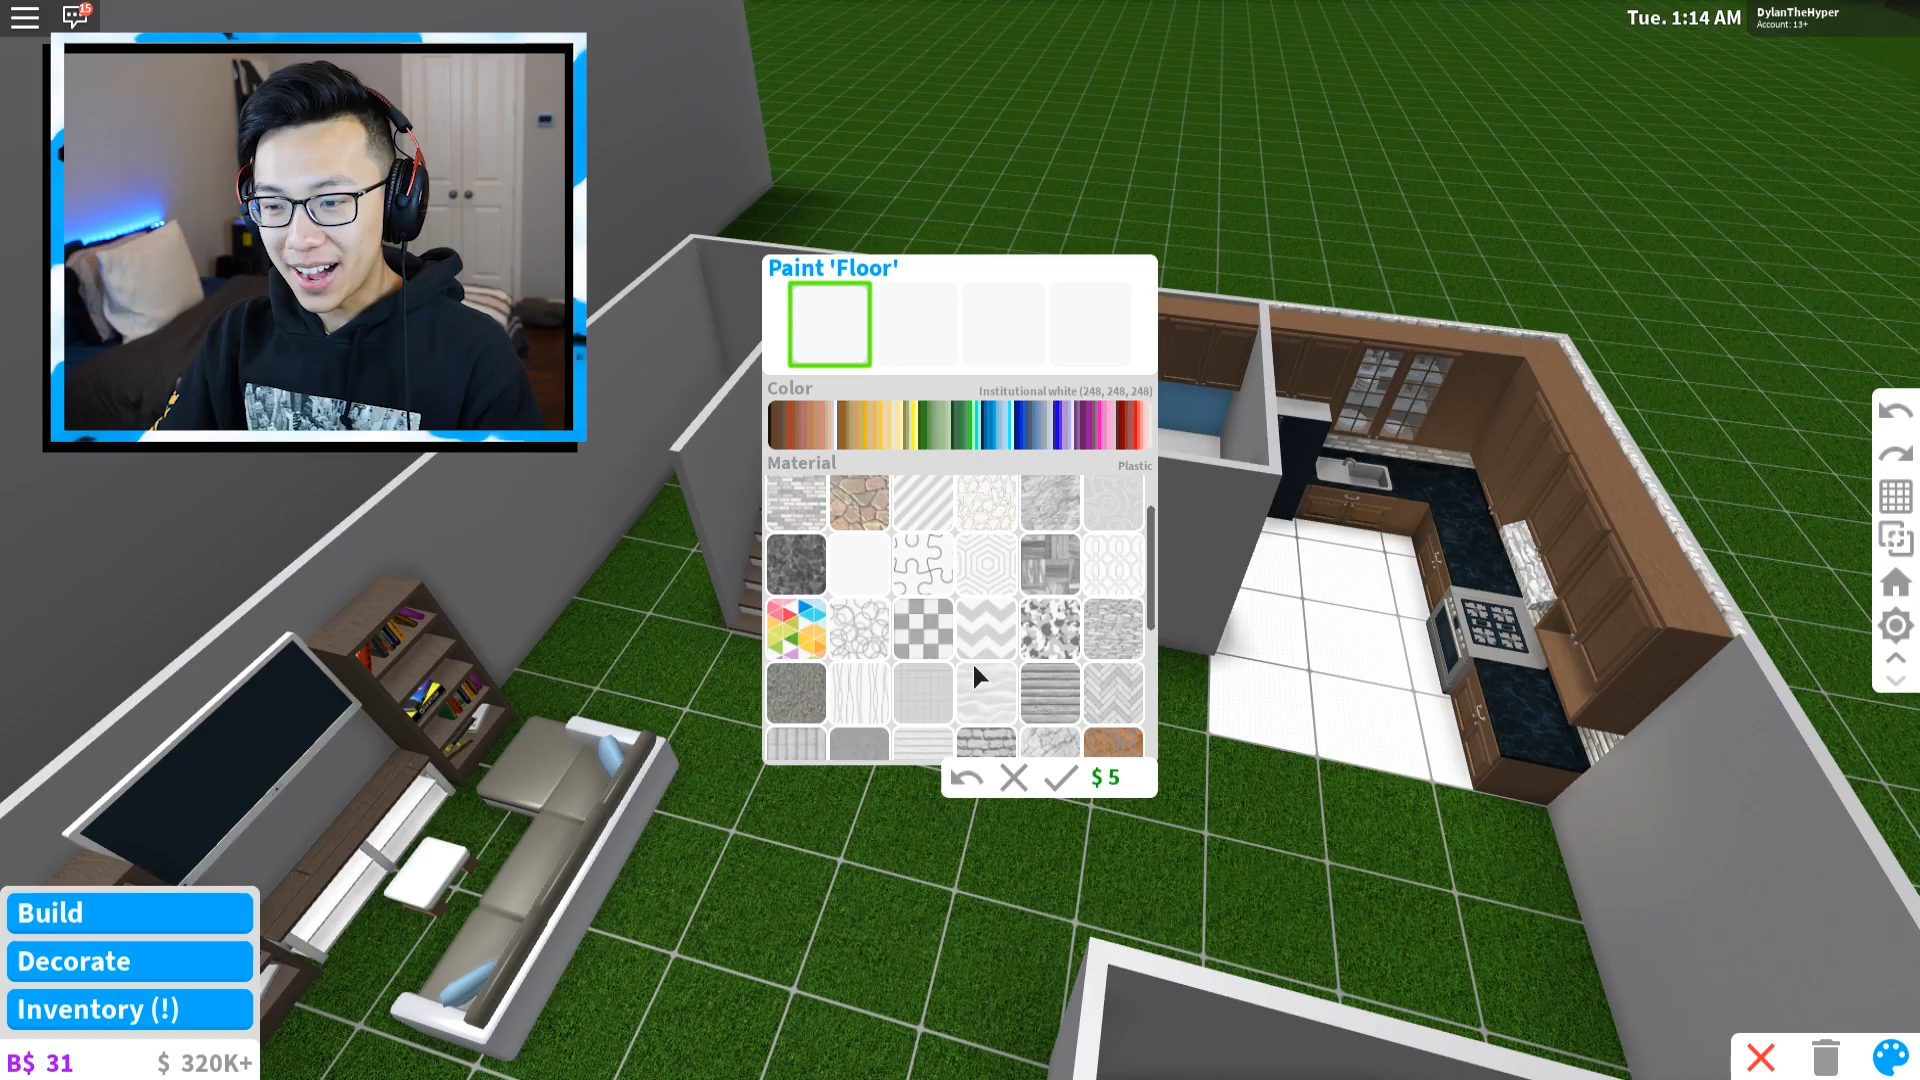 15
Tue. 1:14 AM
DylanTheHyper
Account: 13+
Paint 'Floor'
Color
Institutional white (248, 248, 248)
Material
Plastic
$ 5
Build
Decorate
Inventory (!)
B$ 31
$ 320K+